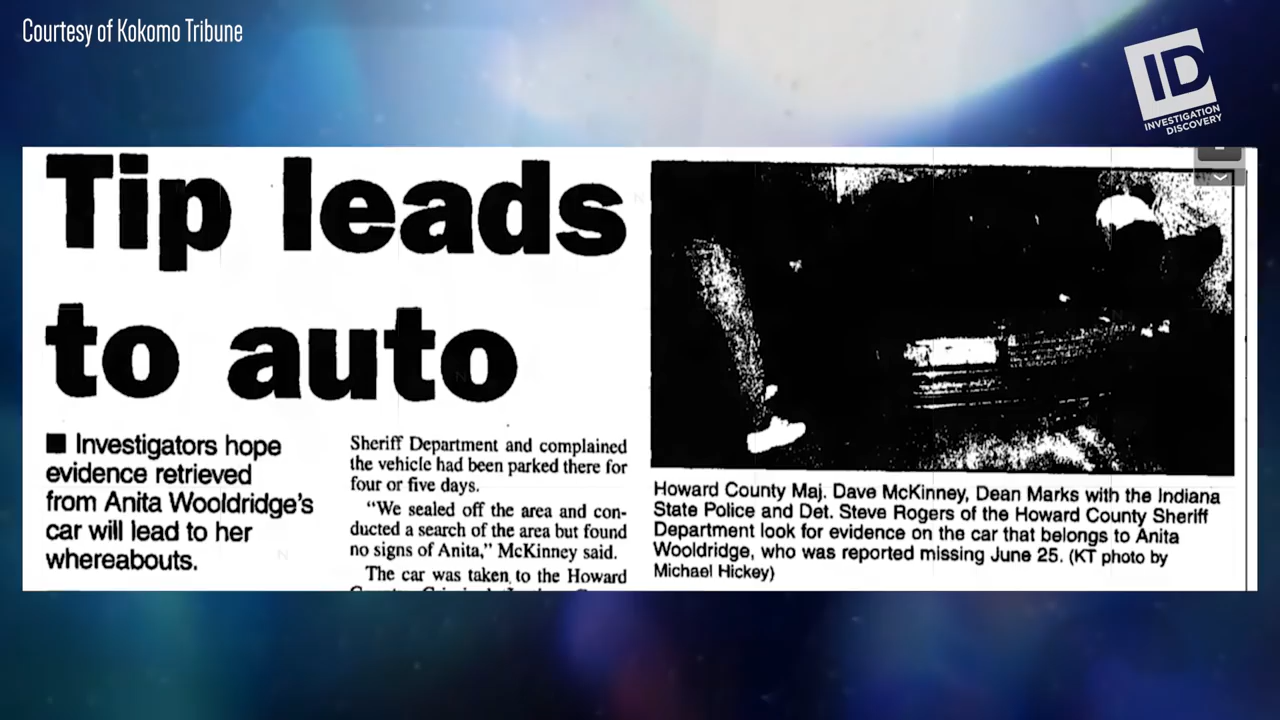 Courtesy of Kokomo Tribune
ID
INVESTIGATION
DISCOVERY
Tip leads
to auto
■ Investigators hope
evidence retrieved
from Anita Wooldridge's
car will lead to her
whereabouts.
Sheriff Department and complained
the vehicle had been parked there for
four or five days.
"We sealed off the area and con-
ducted a search of the area but found
no signs of Anita," McKinney said.
The car was taken to the Howard
Howard County Maj. Dave McKinney, Dean Marks with the Indiana
State Police and Det. Steve Rogers of the Howard County Sheriff
Department look for evidence on the car that belongs to Anita
Wooldridge, who was reported missing June 25. (KT photo by
Michael Hickey)